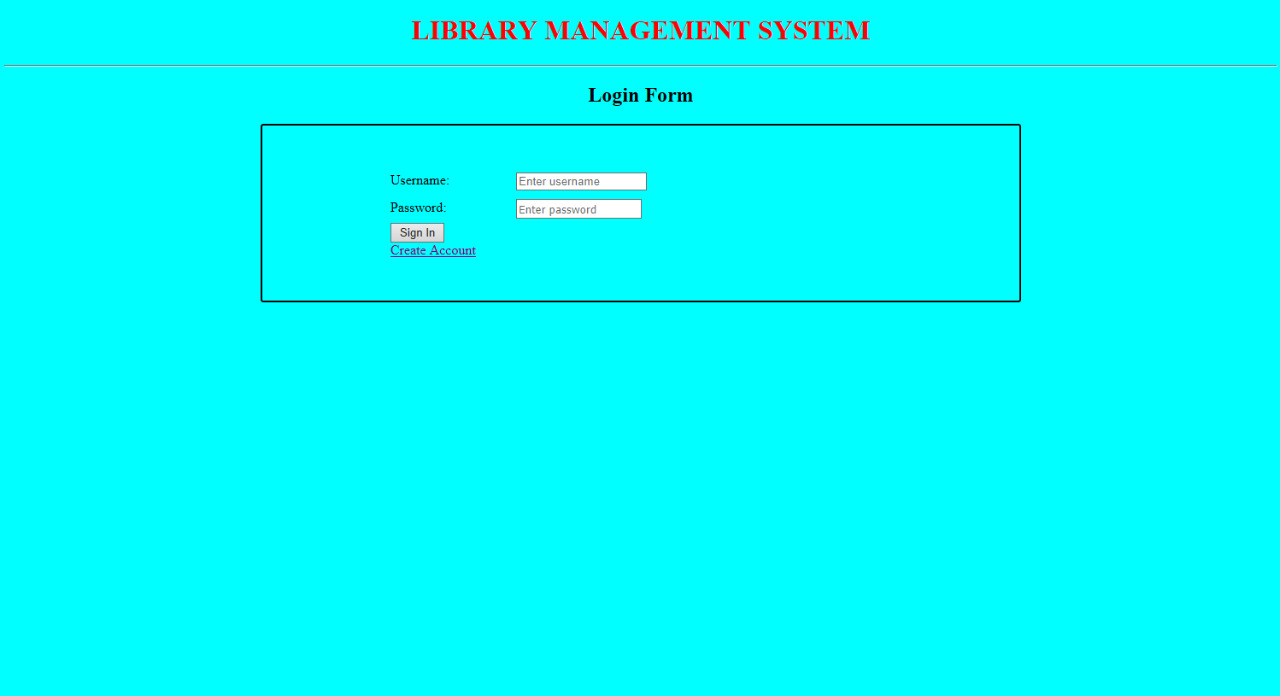 LIBRARY MANAGEMENT SYSTEM
Login Form
Username: Enter username
Password: Enter password
Sign In
Create Account